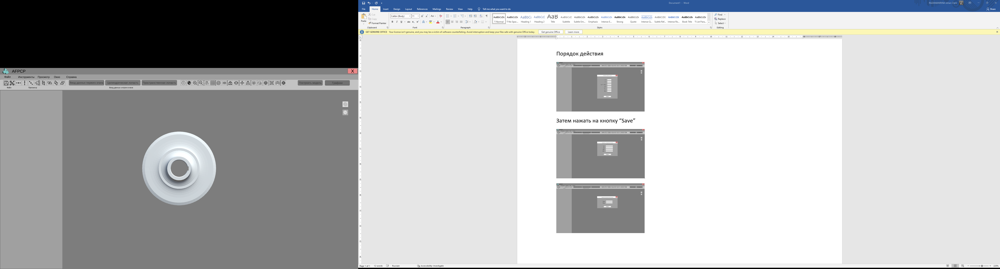 AFPCP
X
Файл Инструменты Просмотр Окно Справка
Ввод данных первого этапа Цилиндрическая лопасть Пространственная лопасть Построить модель Графики
Файл Просмотр Ввод данных второго этапа
Document1 - Word
RAZANANIRINA Johan Clark
File Home Insert Design Layout References Mailings Review View Help Tell me what you want to do
Share
Paste
Cut
Copy
Format Painter
Clipboard
Calibri (Body) 11
Font
Paragraph
AaBbCcDc AaBbCcDc AaBbCc AaBbCcC AaB AaBbCcC AaBbCcDt AaBbCcDt AaBbCcDt AaBbCcDc AaBbCcDt AaBbCcDt AABBCCDC AABBCCDC AaBbCcDt AaBbCcDc
¶ Normal ¶ No Spac... Heading 1 Heading 2 Title Subtitle Subtle Em... Emphasis Intense E... Strong Quote Intense Q... Subtle Ref... Intense Re... Book Title ¶ List Para...
Styles
Find
Replace
Select
Editing
GET GENUINE OFFICE Your license isn't genuine, and you may be a victim of software counterfeiting. Avoid interruption and keep your files safe with genuine Office today. Get genuine Office Learn more
Порядок действия
Затем нажать на кнопку “Save”
Page 1 of 1 12 words Russian Accessibility: Investigate 220%